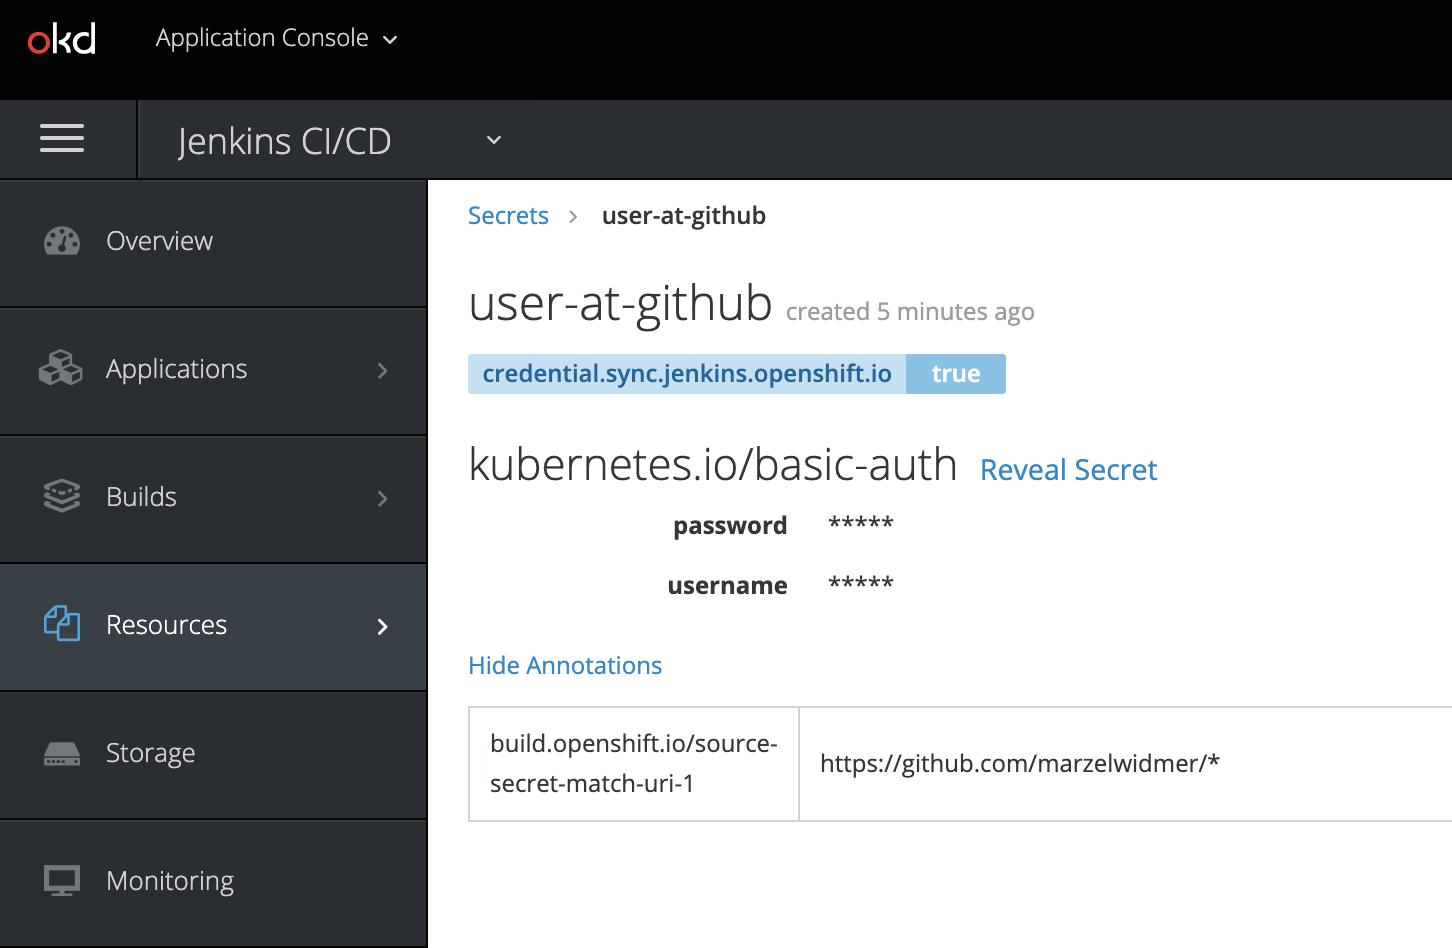 okd Application Console
Jenkins CI/CD
Overview
Applications
Builds
Resources
Storage
Monitoring
Secrets > user-at-github
user-at-github created 5 minutes ago
credential.sync.jenkins.openshift.io true
kubernetes.io/basic-auth Reveal Secret
password *****
username *****
Hide Annotations
build.openshift.io/source-
secret-match-uri-1
https://github.com/marzelwidmer/*